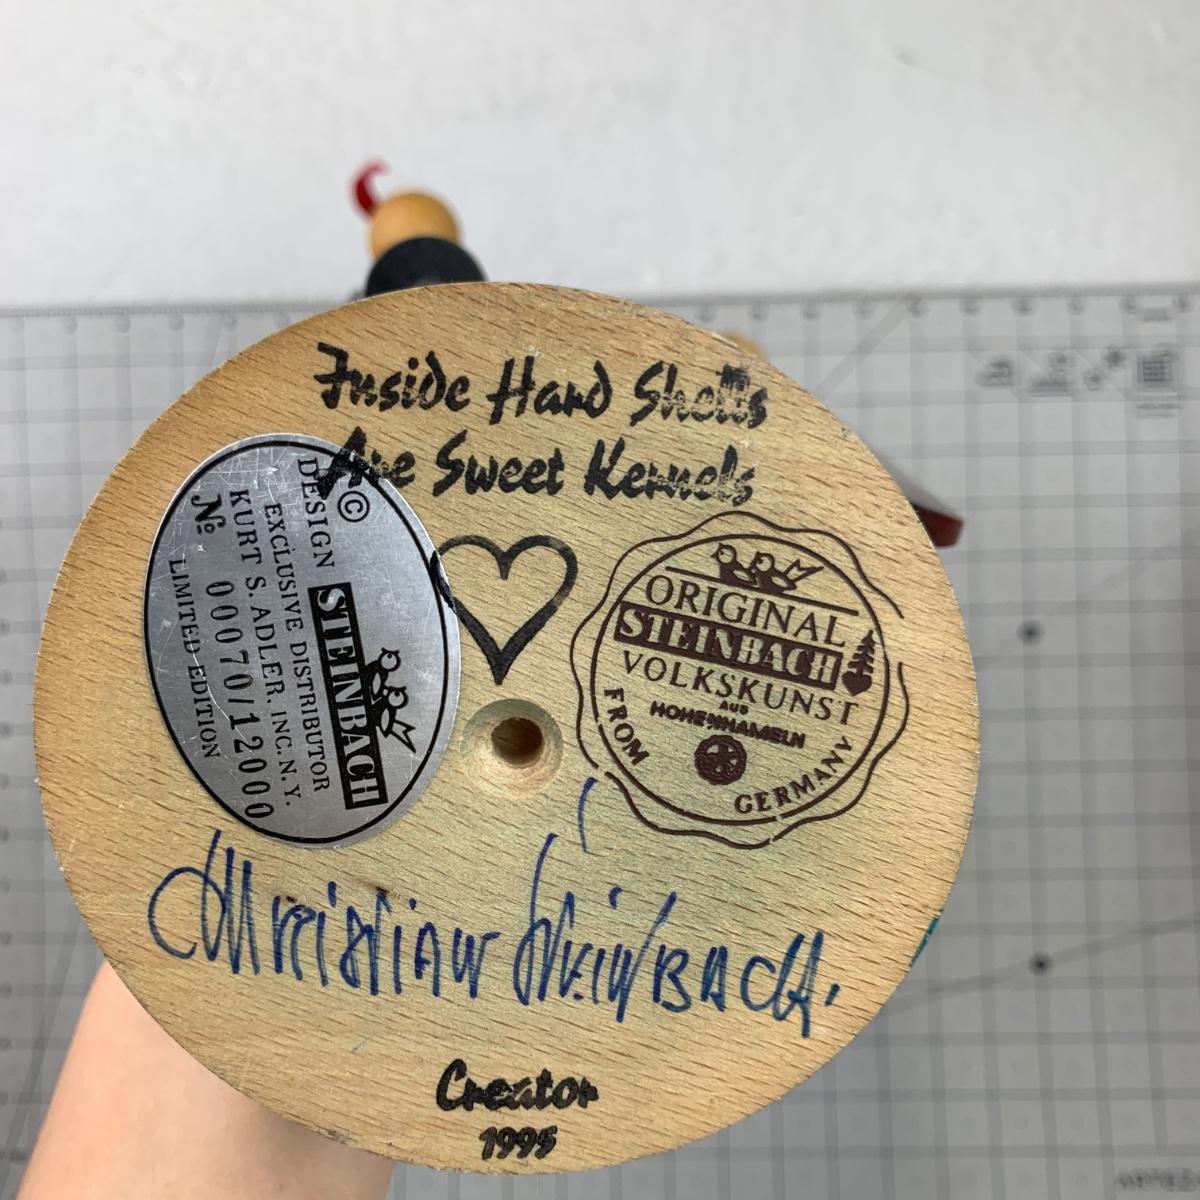 Inside Hard Shells
Are Sweet Kernels
©
DESIGN STEINBACH
EXCLUSIVE DISTRIBUTOR
KURT S. ADLER, INC. N. Y.
№ 00070/12000
LIMITED EDITION
ORIGINAL
STEINBACH
VOLKSKUNST
AUS
HOHENHAMELN
FROM GERMANY
Christian Steinbach.
Creator
1995